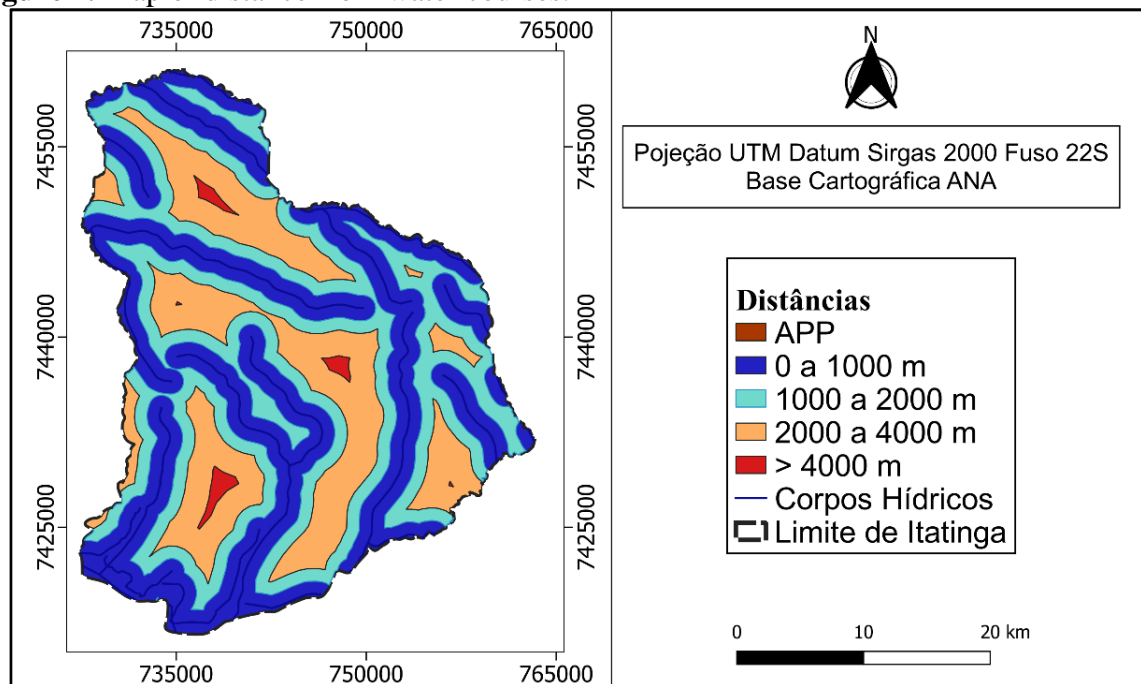 735000 750000 765000
7455000
7440000
7425000
7455000
7440000
7425000
735000 750000 765000
N
Pojeção UTM Datum Sirgas 2000 Fuso 22S
Base Cartográfica ANA
Distâncias
APP
0 a 1000 m
1000 a 2000 m
2000 a 4000 m
> 4000 m
Corpos Hídricos
Limite de Itatinga
0 10 20 km